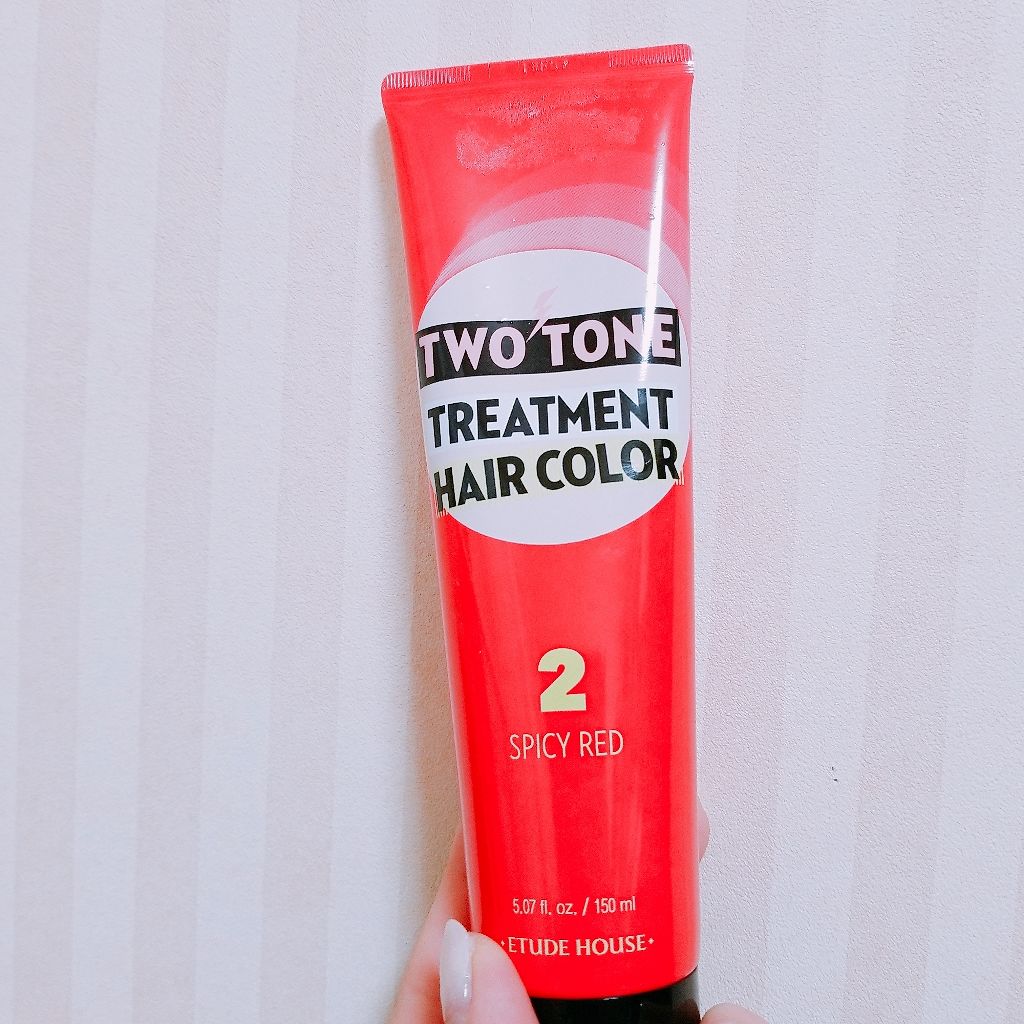 TWO TONE
TREATMENT
HAIR COLOR
2
SPICY RED
5.07 fl. oz. / 150 ml
ETUDE HOUSE